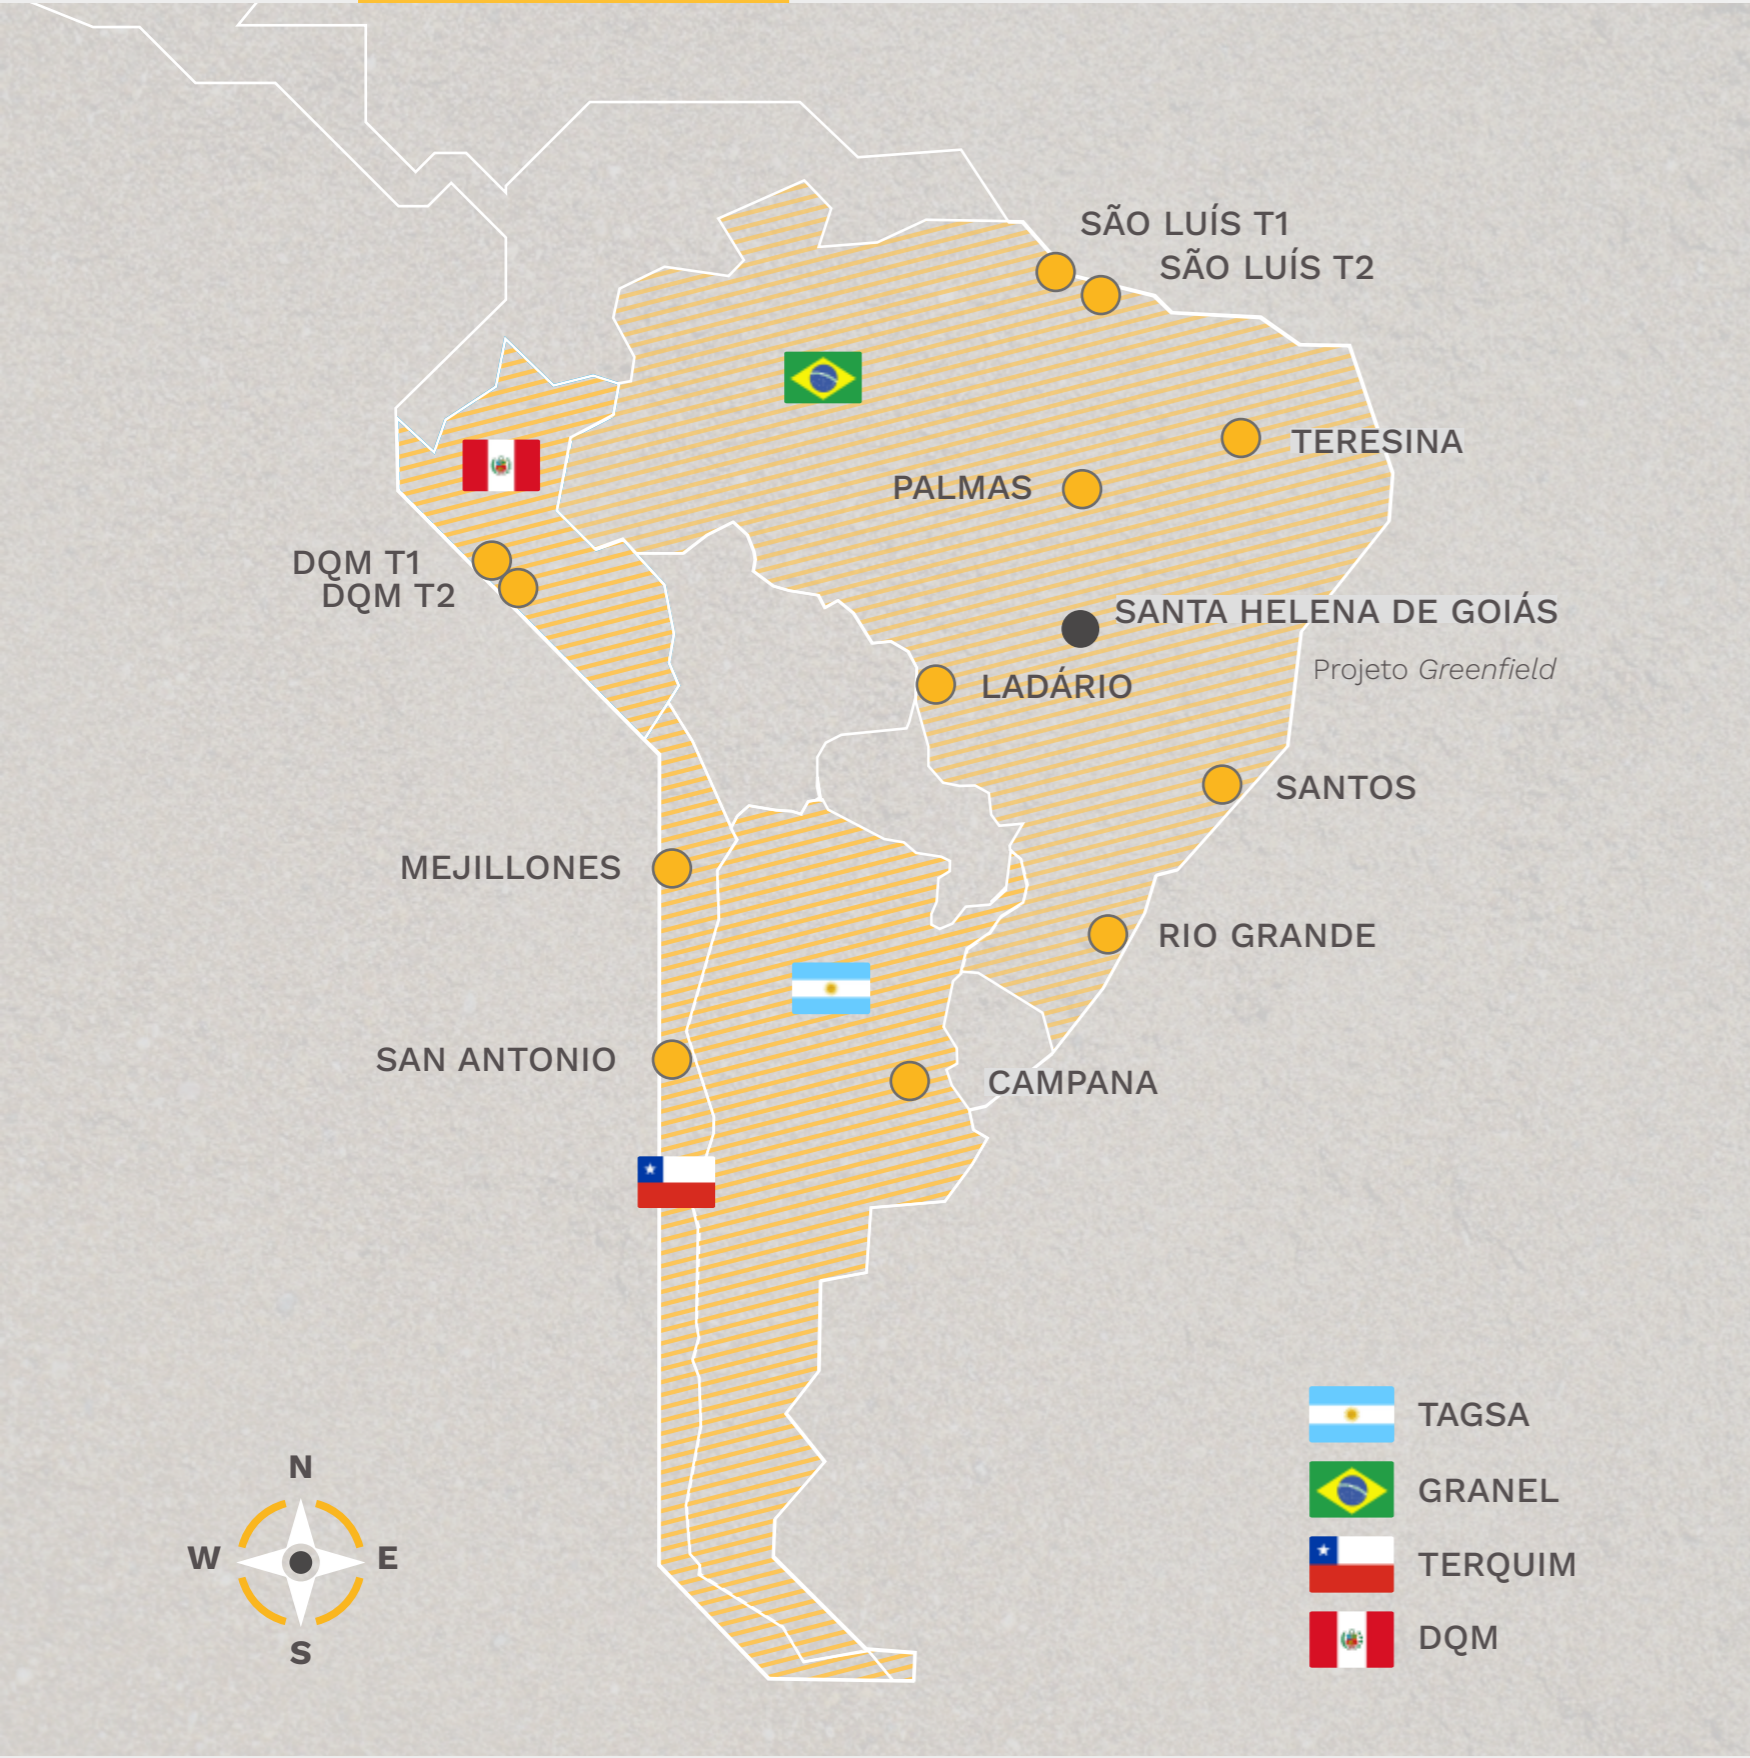 SÃO LUÍS T1
SÃO LUÍS T2
TERESINA
PALMAS
DQM T1
DQM T2
SANTA HELENA DE GOIÁS
Projeto Greenfield
LADÁRIO
SANTOS
MEJILLONES
RIO GRANDE
SAN ANTONIO
CAMPANA
TAGSA
GRANEL
TERQUIM
DQM
N
W
E
S